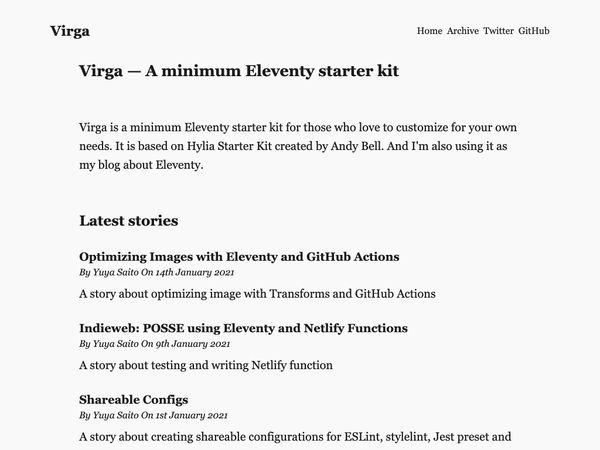 Virga
Home Archive Twitter GitHub
Virga — A minimum Eleventy starter kit
Virga is a minimum Eleventy starter kit for those who love to customize for your own
needs. It is based on Hylia Starter Kit created by Andy Bell. And I'm also using it as
my blog about Eleventy.
Latest stories
Optimizing Images with Eleventy and GitHub Actions
By Yuya Saito On 14th January 2021
A story about optimizing image with Transforms and GitHub Actions
Indieweb: POSSE using Eleventy and Netlify Functions
By Yuya Saito On 9th January 2021
A story about testing and writing Netlify function
Shareable Configs
By Yuya Saito On 1st January 2021
A story about creating shareable configurations for ESLint, stylelint, Jest preset and